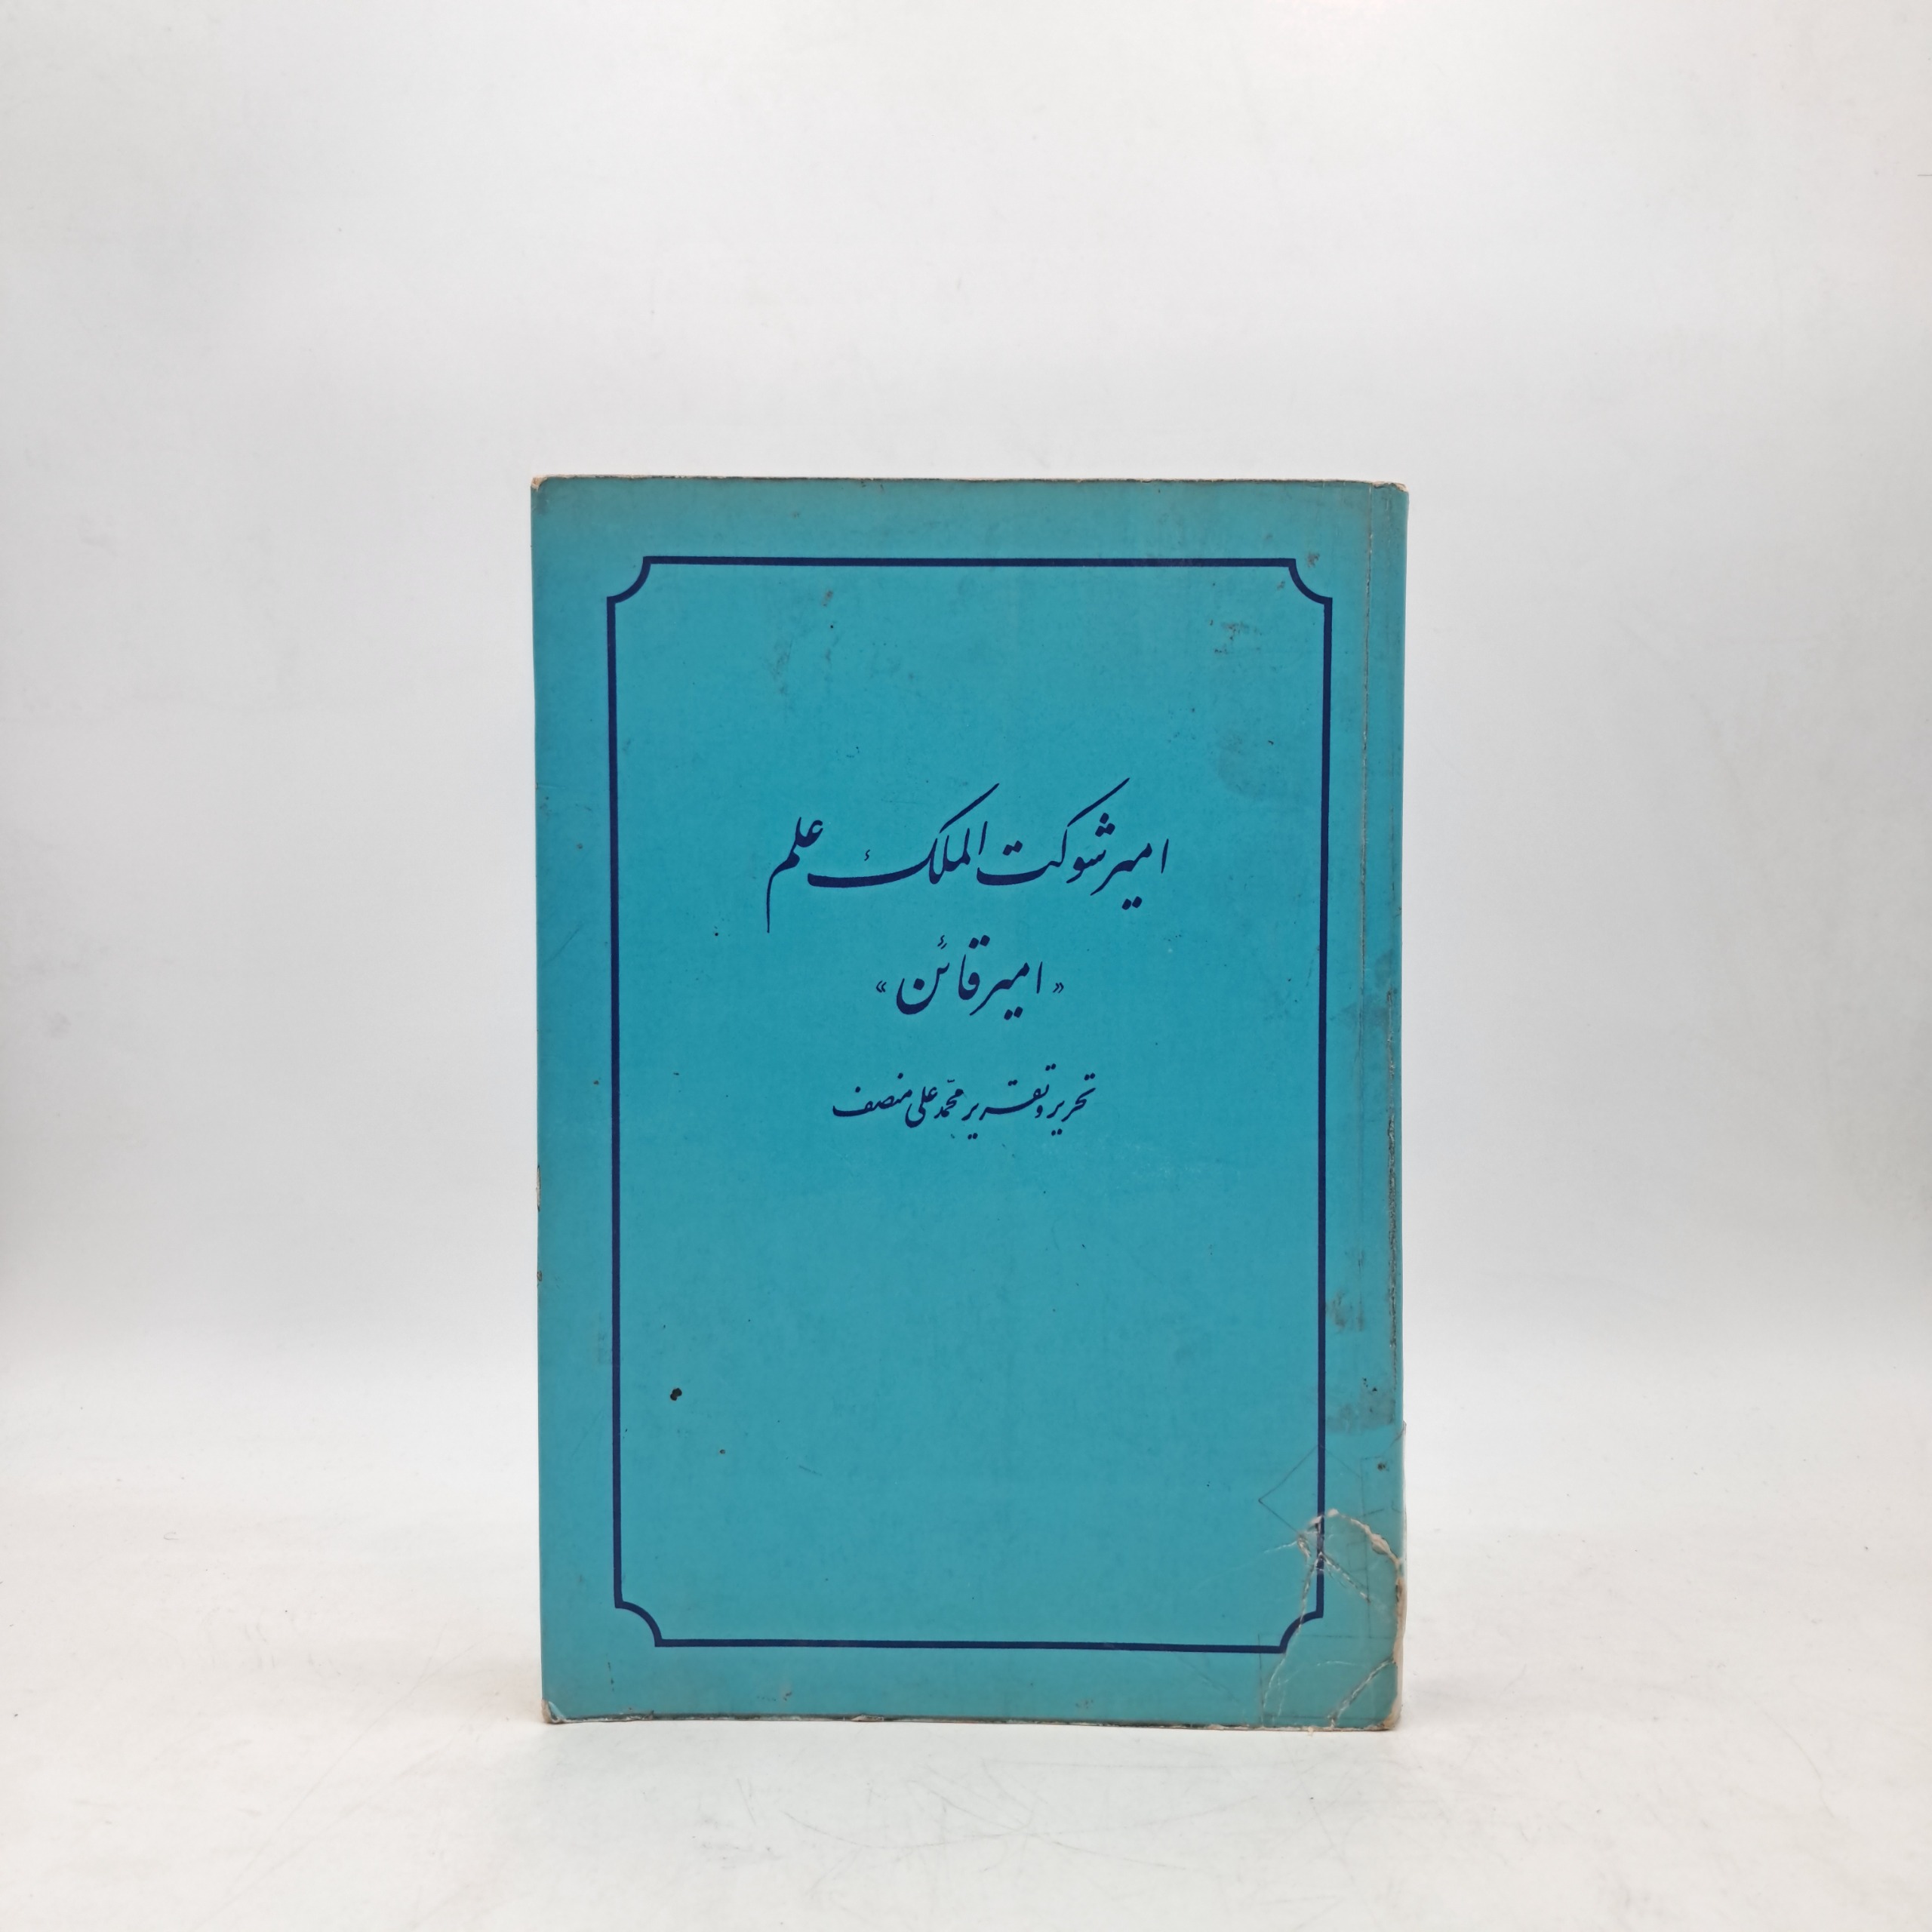 امیر شوکت الملک علم
« امیر قائن »
تحریر و تقریر محمّد علی منصف